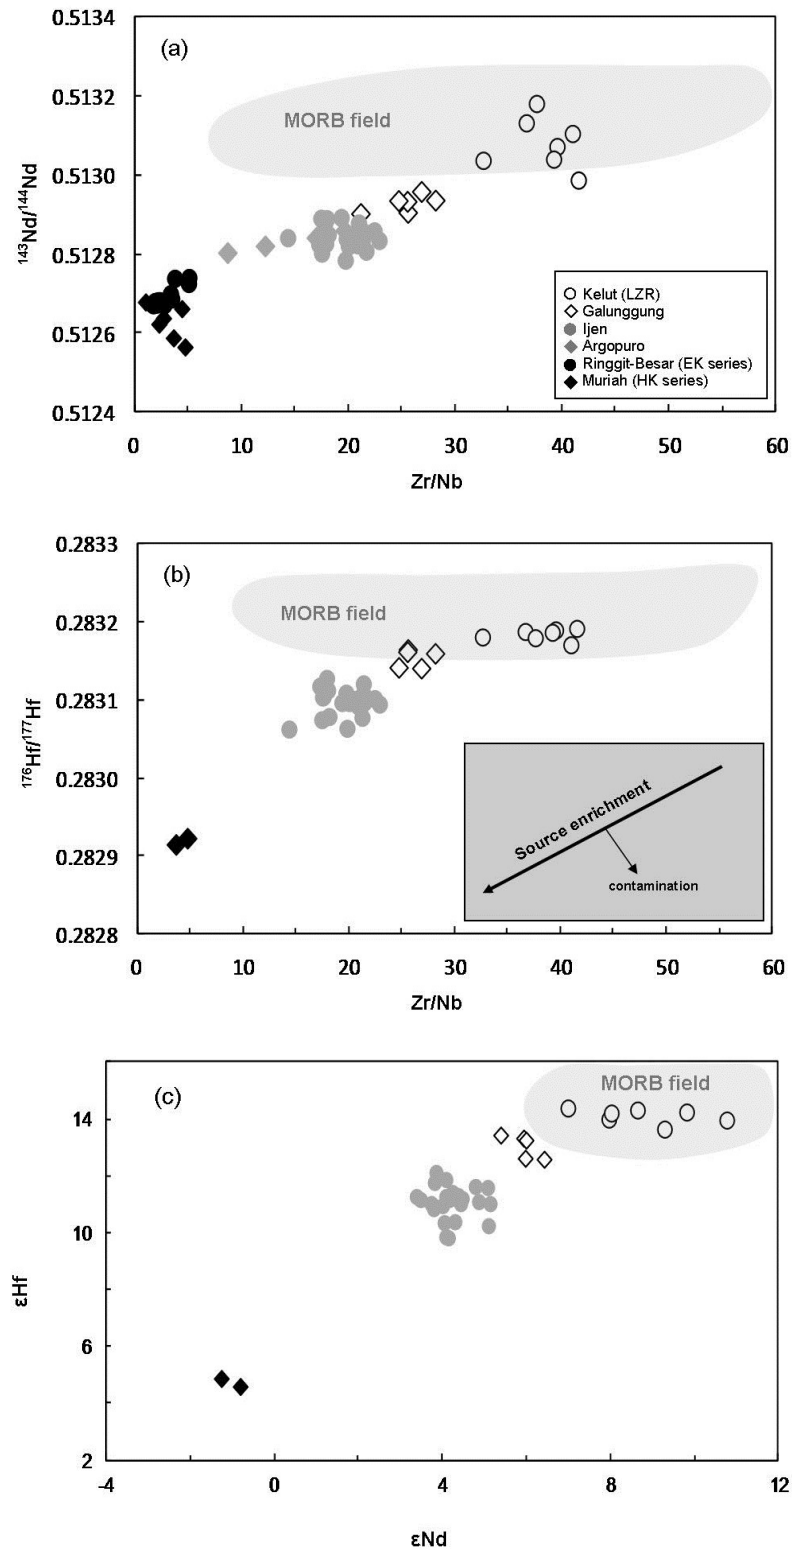 0.5134
(a)
0.5132
MORB field
0.5130
¹⁴³Nd/¹⁴⁴Nd
0.5128
Kelut (LZR)
Galunggung
Ijen
0.5126
Argopuro
Ringgit-Besar (EK series)
Muriah (HK series)
0.5124
0 10 20 30 40 50 60
Zr/Nb
0.2833
(b)
0.2832
MORB field
0.2831
¹⁷⁶Hf/¹⁷⁷Hf
0.2830
Source enrichment
0.2829
contamination
0.2828
0 10 20 30 40 50 60
Zr/Nb
(c)
MORB field
14
10
εHf
6
2
-4 0 4 8 12
εNd